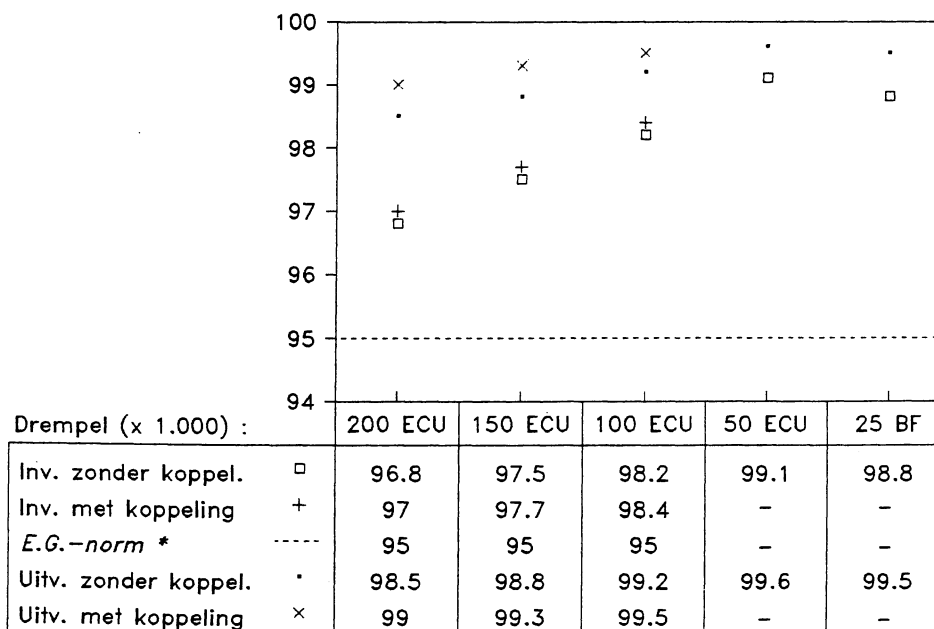 100
99
98
97
96
95
94
Drempel (x 1.000) : 200 ECU 150 ECU 100 ECU 50 ECU 25 BF
Inv. zonder koppel. 96.8 97.5 98.2 99.1 98.8
Inv. met koppeling 97 97.7 98.4 – –
E.G.–norm * 95 95 95 – –
Uitv. zonder koppel. 98.5 98.8 99.2 99.6 99.5
Uitv. met koppeling 99 99.3 99.5 – –